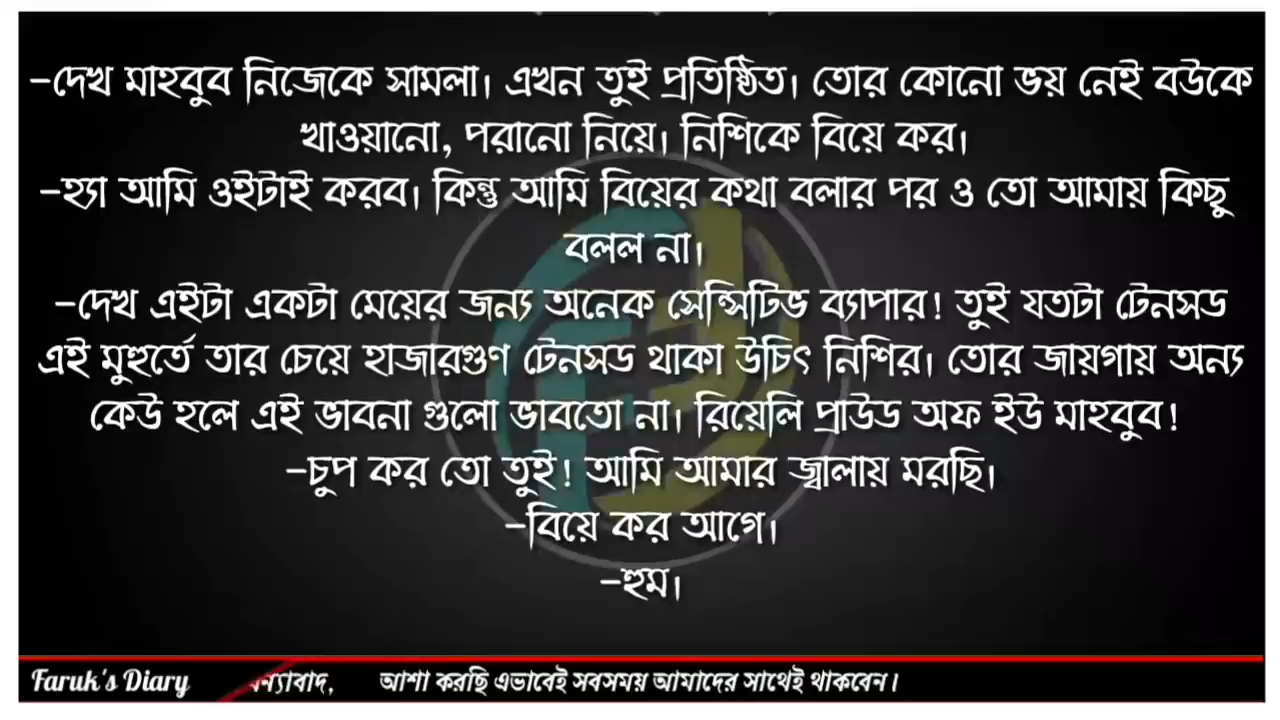 –দেখ মাহবুব নিজেকে সামলা। এখন তুই প্রতিষ্ঠিত। তোর কোনো ভয় নেই বউকে
খাওয়ানো, পরানো নিয়ে। নিশিকে বিয়ে কর।
–হ্যা আমি ওইটাই করব। কিন্তু আমি বিয়ের কথা বলার পর ও তো আমায় কিছু
বলল না।
–দেখ এইটা একটা মেয়ের জন্য অনেক সেন্সিটিভ ব্যাপার! তুই যতটা টেনসড
এই মুহুর্তে তার চেয়ে হাজারগুণ টেনসড থাকা উচিৎ নিশির। তোর জায়গায় অন্য
কেউ হলে এই ভাবনা গুলো ভাবতো না। রিয়েলি প্রাউড অফ ইউ মাহবুব!
–চুপ কর তো তুই! আমি আমার জ্বালায় মরছি।
–বিয়ে কর আগে।
–হুম।
Faruk's Diary আশা করছি এভাবেই সবসময় আমাদের সাথেই থাকবেন।